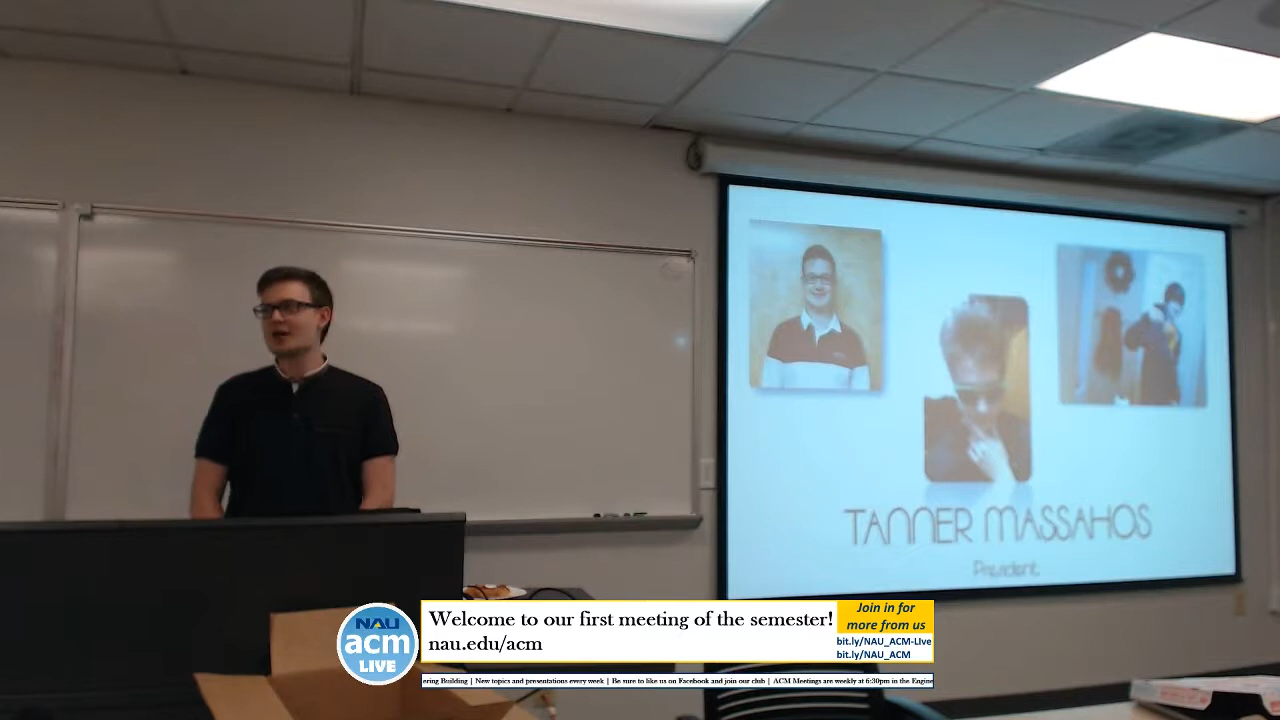 TANNER MASSAHOS
President
NAU
acm
LIVE
Welcome to our first meeting of the semester!
nau.edu/acm
Join in for
more from us
bit.ly/NAU_ACM-Live
bit.ly/NAU_ACM
ering Building | New topics and presentations every week | Be sure to like us on Facebook and join our club | ACM Meetings are weekly at 6:30pm in the Engine